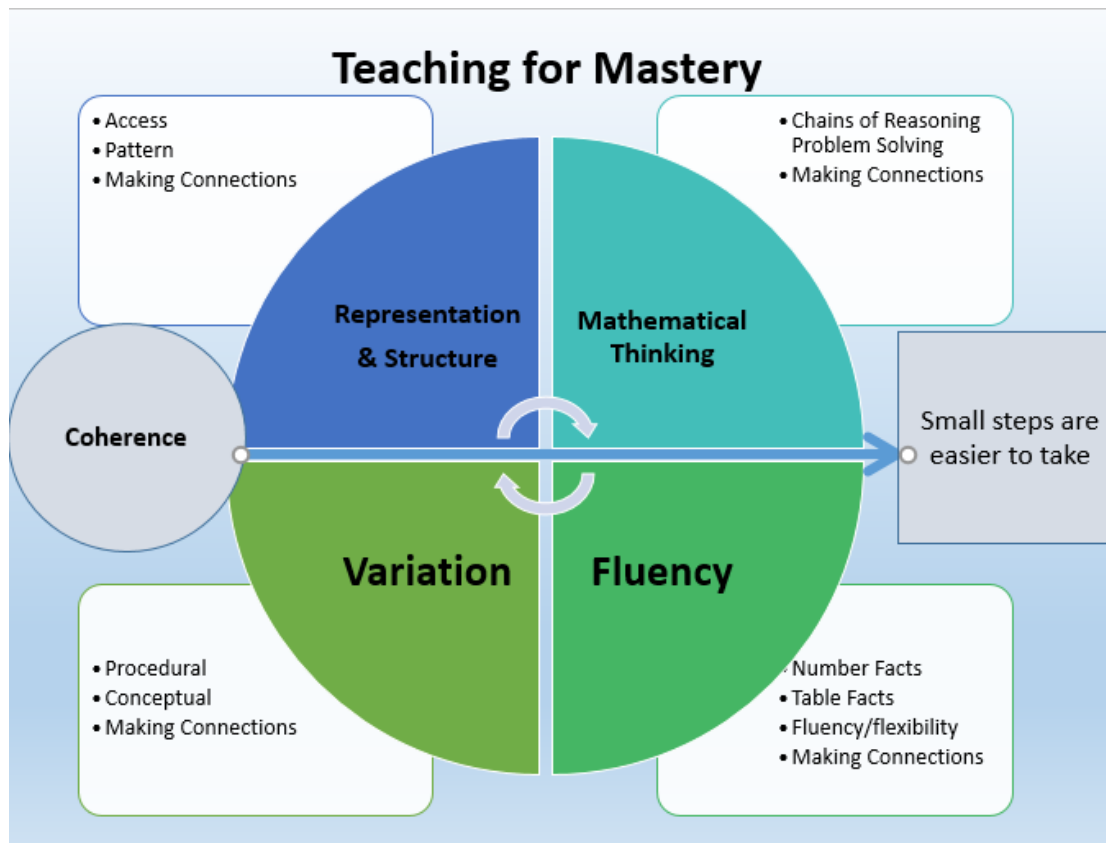 Teaching for Mastery
• Access
• Pattern
• Making Connections
• Chains of Reasoning
Problem Solving
• Making Connections
Representation
& Structure
Mathematical
Thinking
Coherence
Small steps are
easier to take
Variation
Fluency
• Procedural
• Conceptual
• Making Connections
• Number Facts
• Table Facts
• Fluency/flexibility
• Making Connections